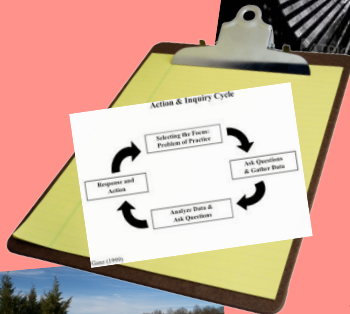 Action & Inquiry Cycle
Selecting the Focus:
Problem of Practice
Ask Questions
& Gather Data
Response and
Action
Analyze Data &
Ask Questions
(1999)